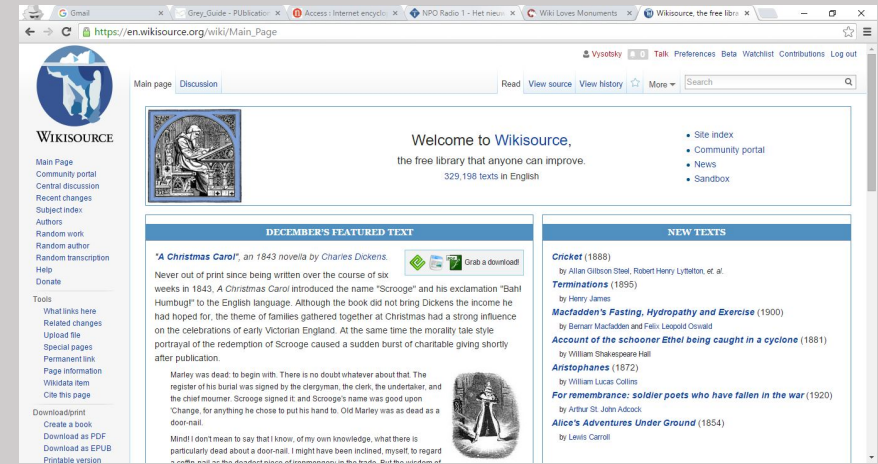 Gmail
Grey_Guide - PUblication
Access : Internet encyclo
NPO Radio 1 - Het nieuw
Wiki Loves Monuments
Wikisource, the free libra
https://en.wikisource.org/wiki/Main_Page
Vysotsky 0 0 Talk Preferences Beta Watchlist Contributions Log out
Main page Discussion Read View source View history More Search
WIKISOURCE
Main Page
Community portal
Central discussion
Recent changes
Subject index
Authors
Random work
Random author
Random transcription
Help
Donate
Tools
What links here
Related changes
Upload file
Special pages
Permanent link
Page information
Wikidata item
Cite this page
Download/print
Create a book
Download as PDF
Download as EPUB
Printable version
Welcome to Wikisource,
the free library that anyone can improve.
329,198 texts in English
Site index
Community portal
News
Sandbox
DECEMBER'S FEATURED TEXT
"A Christmas Carol", an 1843 novella by Charles Dickens.
Grab a download!
Never out of print since being written over the course of six
weeks in 1843, A Christmas Carol introduced the name "Scrooge" and his exclamation "Bah!
Humbug!" to the English language. Although the book did not bring Dickens the income he
had hoped for, the theme of families gathered together at Christmas had a strong influence
on the celebrations of early Victorian England. At the same time the morality tale style
portrayal of the redemption of Scrooge caused a sudden burst of charitable giving shortly
after publication.
Marley was dead: to begin with. There is no doubt whatever about that. The
register of his burial was signed by the clergyman, the clerk, the undertaker, and
the chief mourner. Scrooge signed it: and Scrooge's name was good upon
'Change, for anything he chose to put his hand to. Old Marley was as dead as a
door-nail.
Mind! I don't mean to say that I know, of my own knowledge, what there is
particularly dead about a door-nail. I might have been inclined, myself, to regard
a coffin-nail as the deadest piece of ironmongery in the trade. But the wisdom of
NEW TEXTS
Cricket (1888)
by Allan Gibson Steel, Robert Henry Lyttelton, et. al.
Terminations (1895)
by Henry James
Macfadden's Fasting, Hydropathy and Exercise (1900)
by Bernarr Macfadden and Felix Leopold Oswald
Account of the schooner Ethel being caught in a cyclone (1881)
by William Shakespeare Hall
Aristophanes (1872)
by William Lucas Collins
For remembrance: soldier poets who have fallen in the war (1920)
by Arthur St. John Adcock
Alice's Adventures Under Ground (1854)
by Lewis Carroll